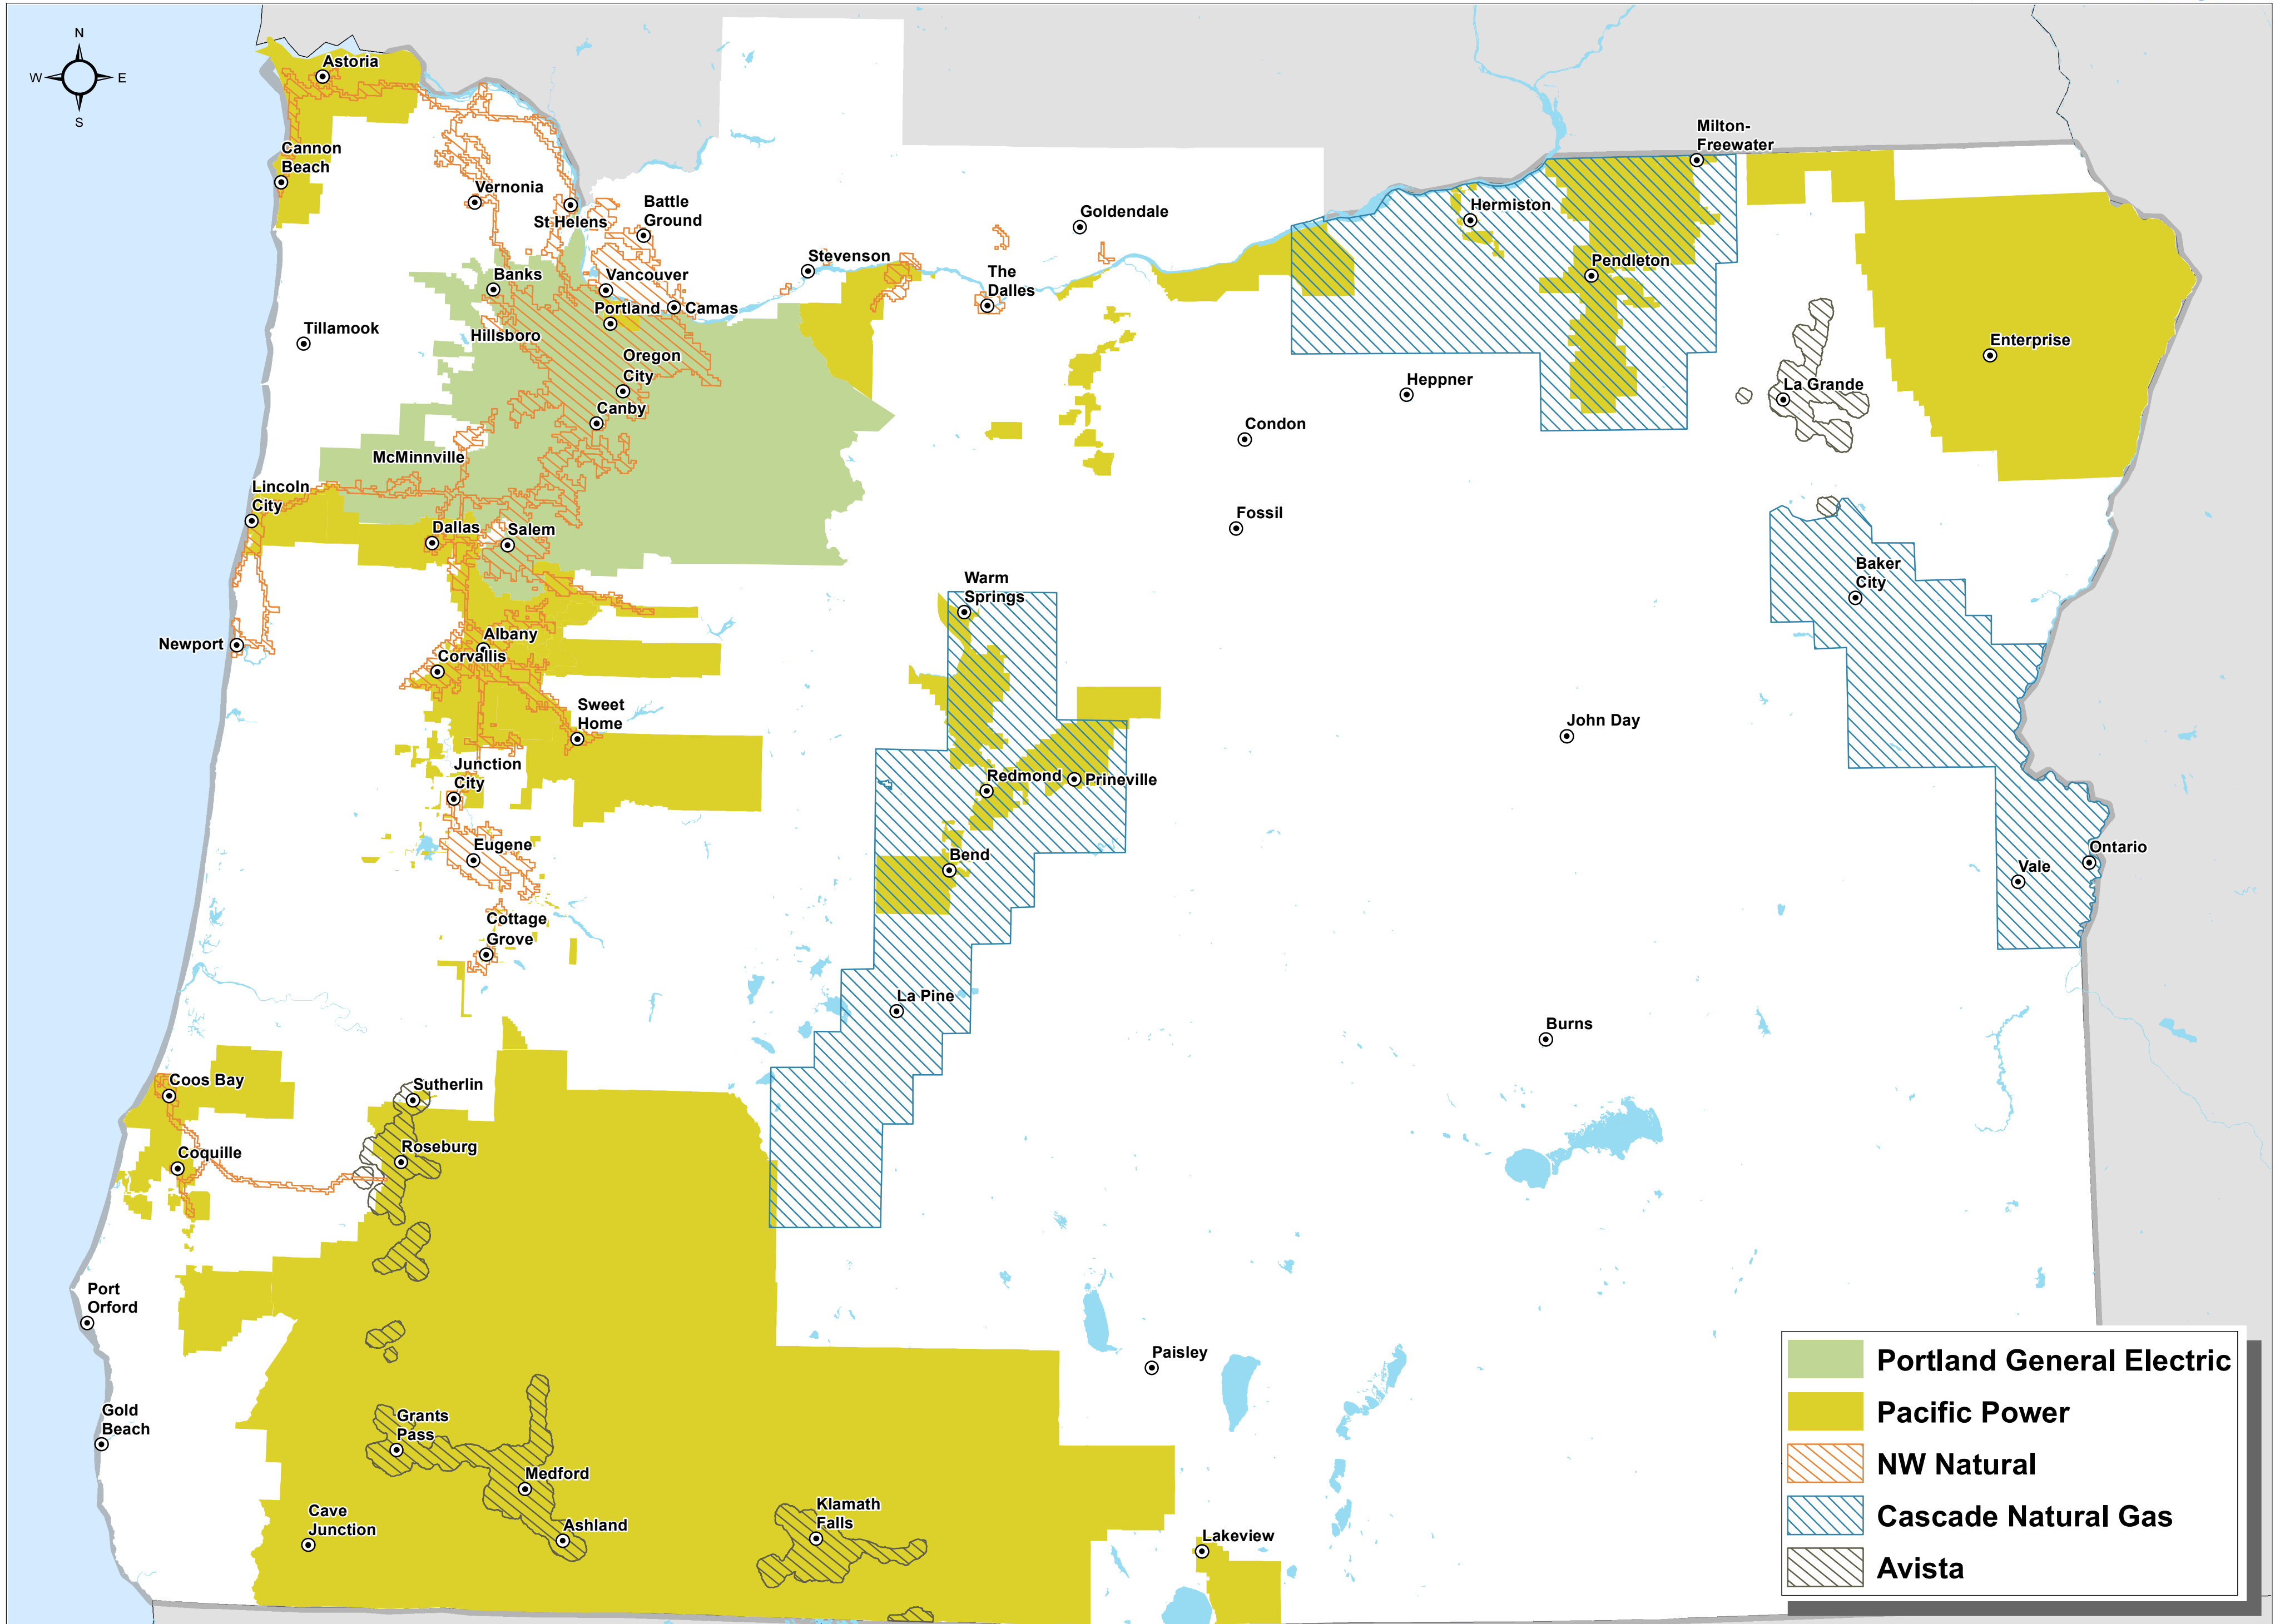 N
W
E
S
Astoria
Cannon
Beach
Vernonia
St Helens
Battle
Ground
Milton-
Freewater
Goldendale
Hermiston
Stevenson
Banks
Vancouver
The
Dalles
Pendleton
Portland
Camas
Tillamook
Hillsboro
Oregon
City
Enterprise
Heppner
La Grande
Canby
Condon
McMinnville
Lincoln
City
Dallas
Salem
Fossil
Baker
City
Warm
Springs
Newport
Albany
Corvallis
Sweet
Home
John Day
Junction
City
Redmond
Prineville
Eugene
Bend
Ontario
Vale
Cottage
Grove
La Pine
Burns
Coos Bay
Sutherlin
Roseburg
Coquille
Port
Orford
Paisley
Gold
Beach
Grants
Pass
Medford
Cave
Junction
Ashland
Klamath
Falls
Lakeview
Portland General Electric
Pacific Power
NW Natural
Cascade Natural Gas
Avista